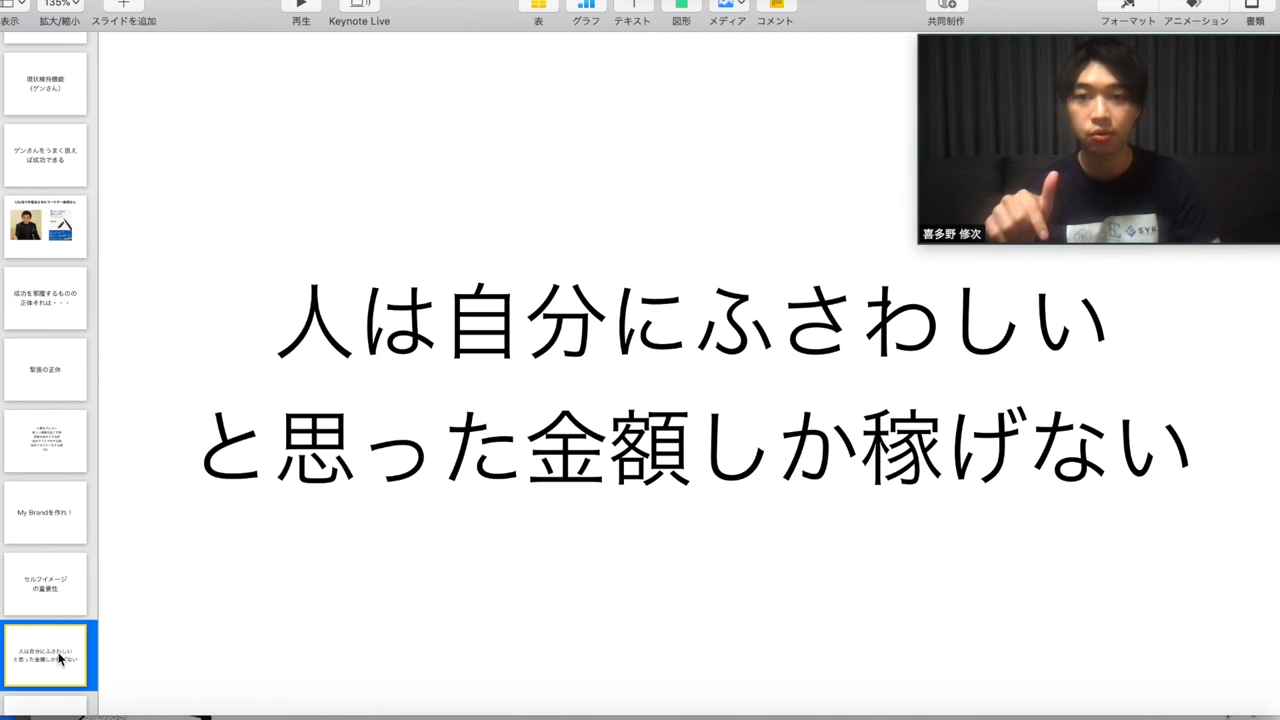 表示
135%
拡大/縮小
スライドを追加
再生
Keynote Live
表
グラフ
テキスト
図形
メディア
コメント
共同制作
フォーマット
アニメーション
書類
現状維持機能
(ゲンさん)
ゲンさんをうまく扱え
ば成功できる
成功を邪魔するものの
正体それは・・・
緊張の正体
My Brandを作れ！
セルフイメージ
の重要性
人は自分にふさわしい
と思った金額しか稼げない
喜多野 修次
SYK
人は自分にふさわしい
と思った金額しか稼げない